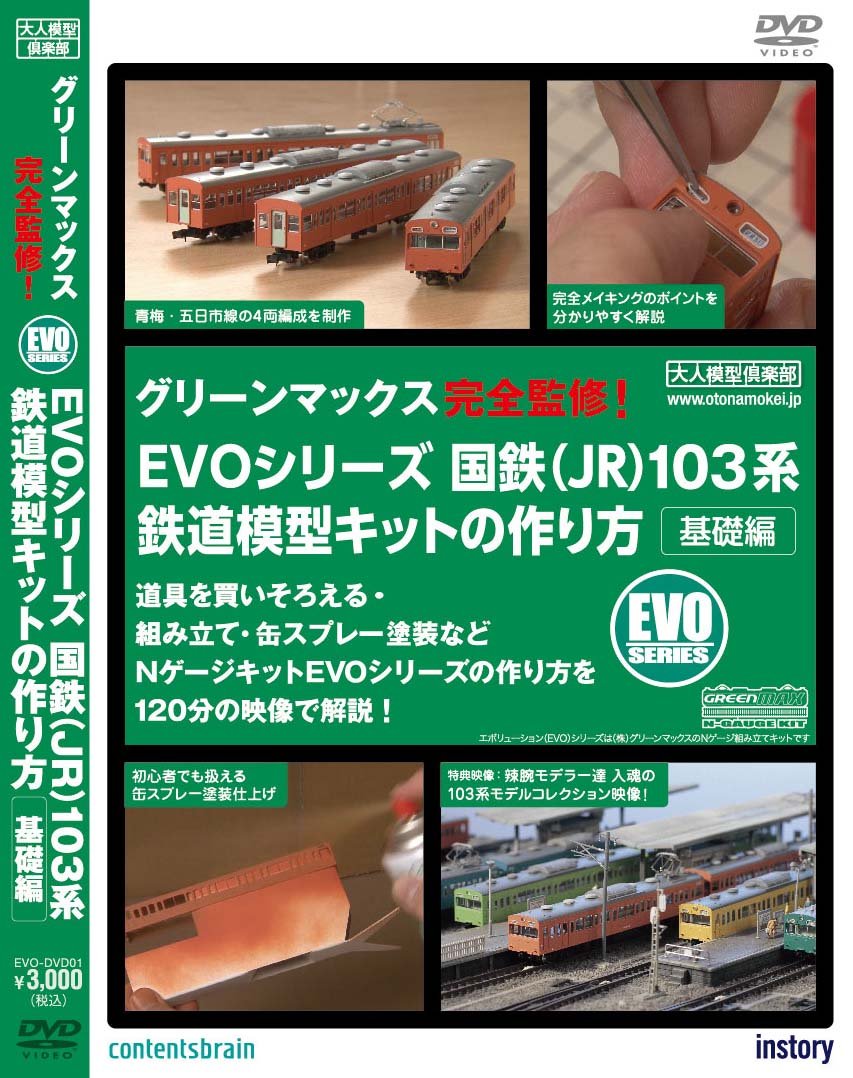 大人模型
倶楽部
グリーンマックス
完全監修！
EVO
SERIES
EVOシリーズ 国鉄(JR)103系
鉄道模型キットの作り方 基礎編
EVO-DVD01
¥3,000
(税込)
DVD
VIDEO
DVD
VIDEO
青梅・五日市線の4両編成を制作
完全メイキングのポイントを
分かりやすく解説
グリーンマックス完全監修！
大人模型倶楽部
www.otonamokei.jp
EVOシリーズ 国鉄(JR)103系
鉄道模型キットの作り方 基礎編
道具を買いそろえる・
組み立て・缶スプレー塗装など
NゲージキットEVOシリーズの作り方を
120分の映像で解説！
EVO
SERIES
GREENMAX
N-GAUGE KIT
エボリューション(EVO)シリーズは(株)グリーンマックスのNゲージ組み立てキットです
初心者でも扱える
缶スプレー塗装仕上げ
特典映像：辣腕モデラー達 入魂の
103系モデルコレクション映像！
contentsbrain
instory